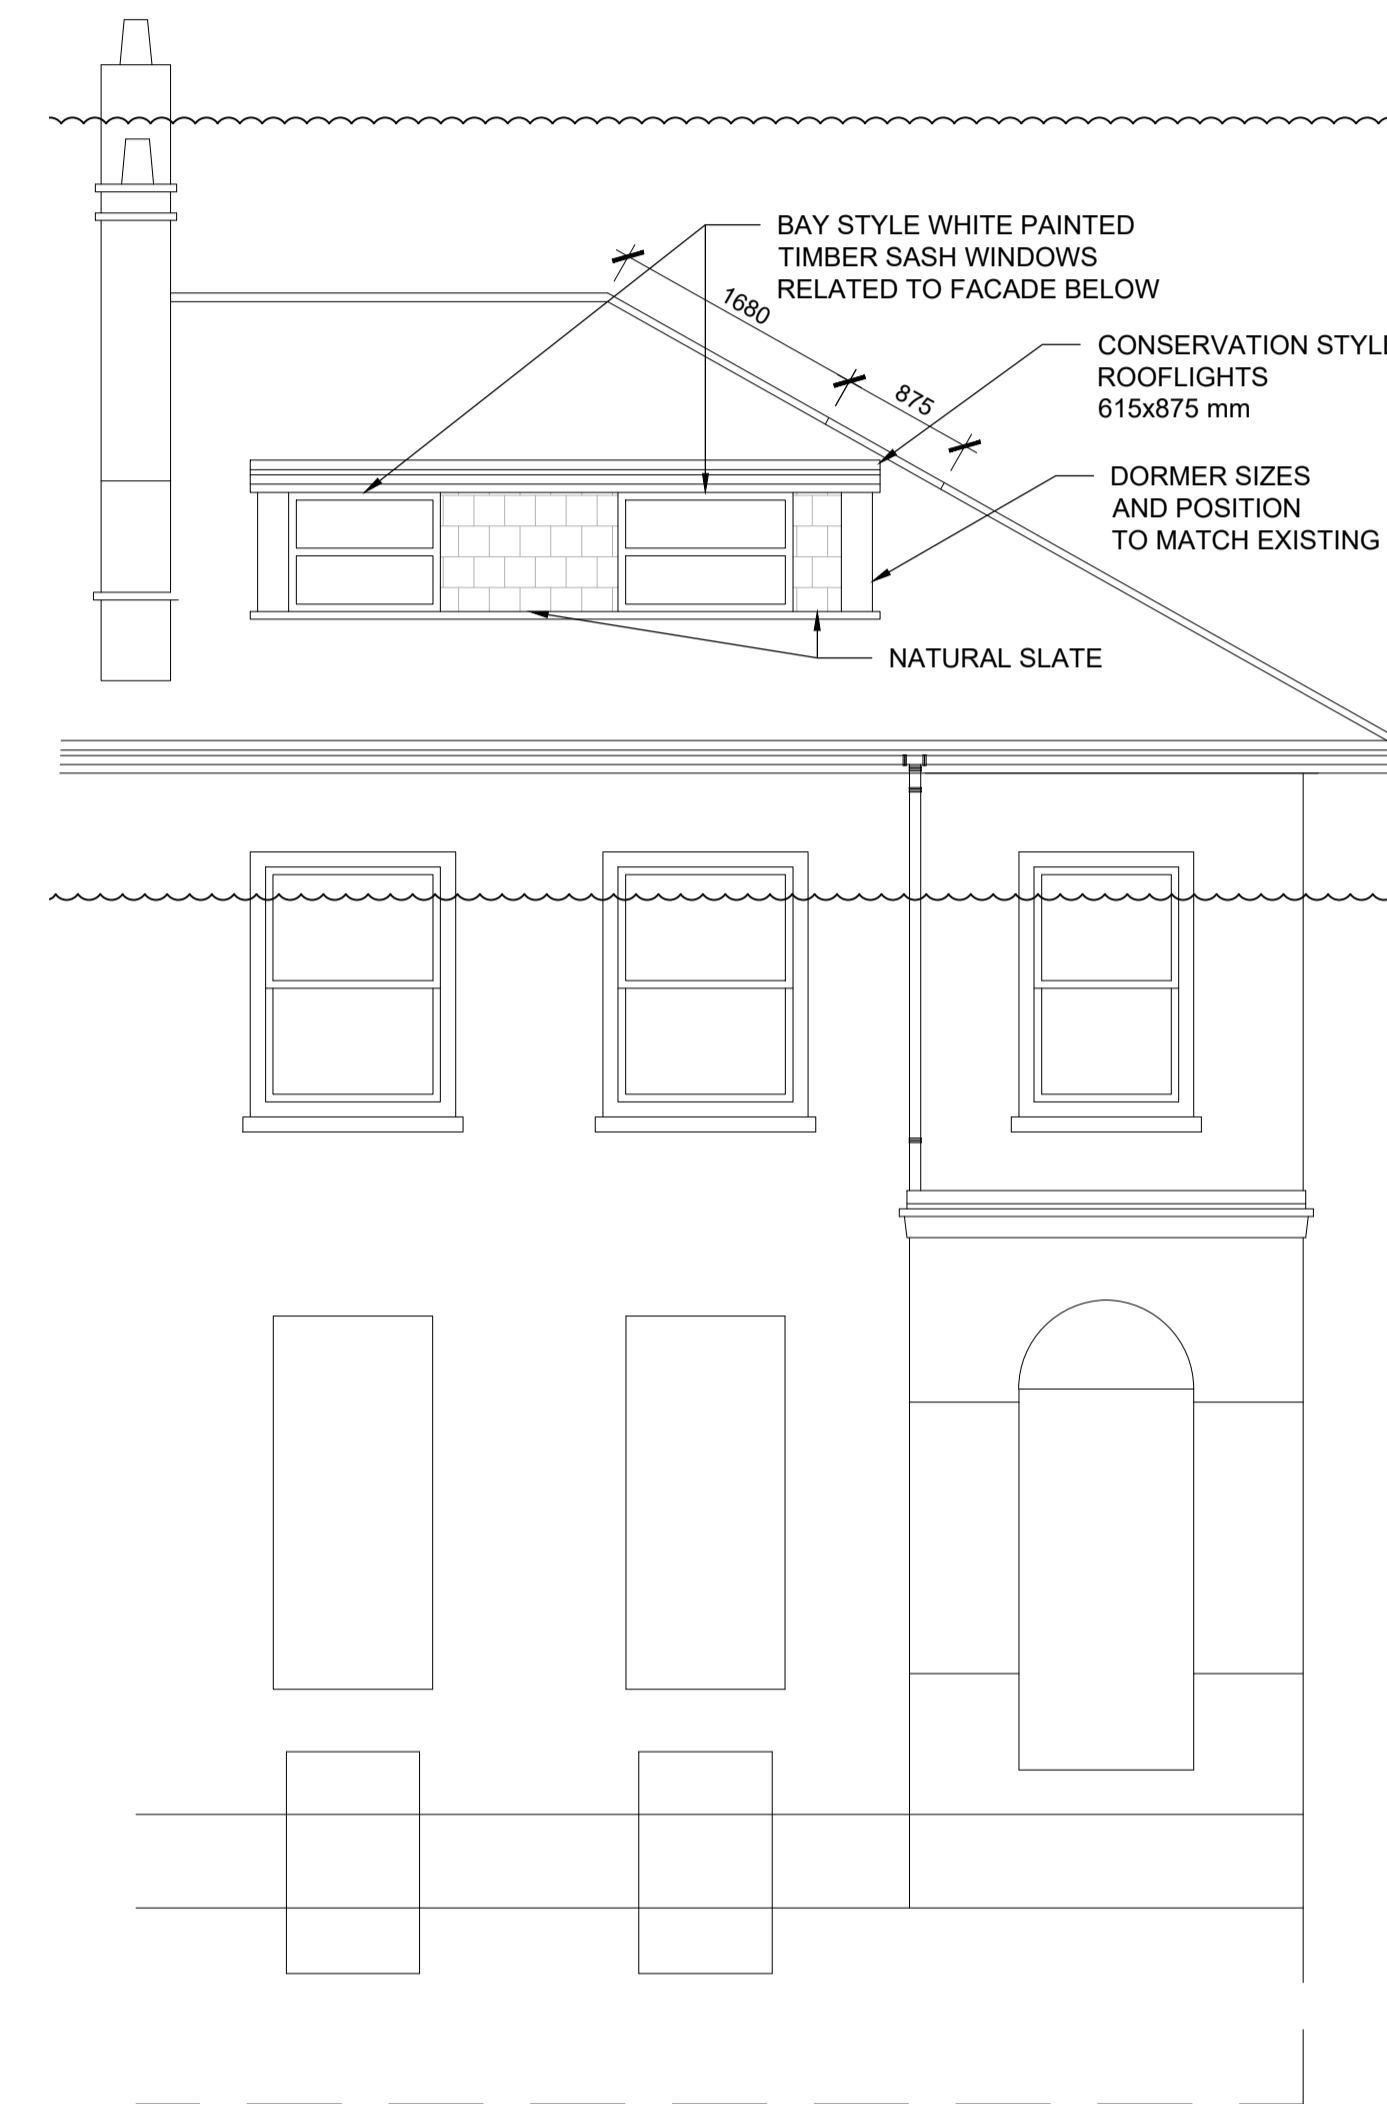 BAY STYLE WHITE PAINTED
TIMBER SASH WINDOWS
RELATED TO FACADE BELOW
1680
875
CONSERVATION STYLE
ROOFLIGHTS
615x875 mm
DORMER SIZES
AND POSITION
TO MATCH EXISTING
NATURAL SLATE